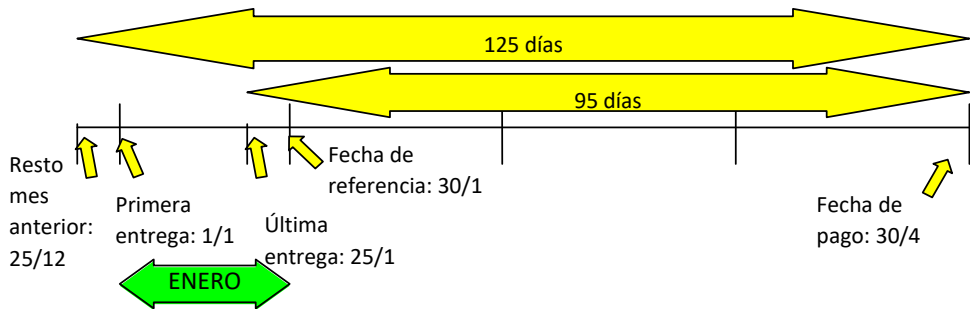 125 días
95 días
Resto
mes
anterior:
25/12
Primera
entrega: 1/1
Última
entrega: 25/1
Fecha de
referencia: 30/1
Fecha de
pago: 30/4
ENERO